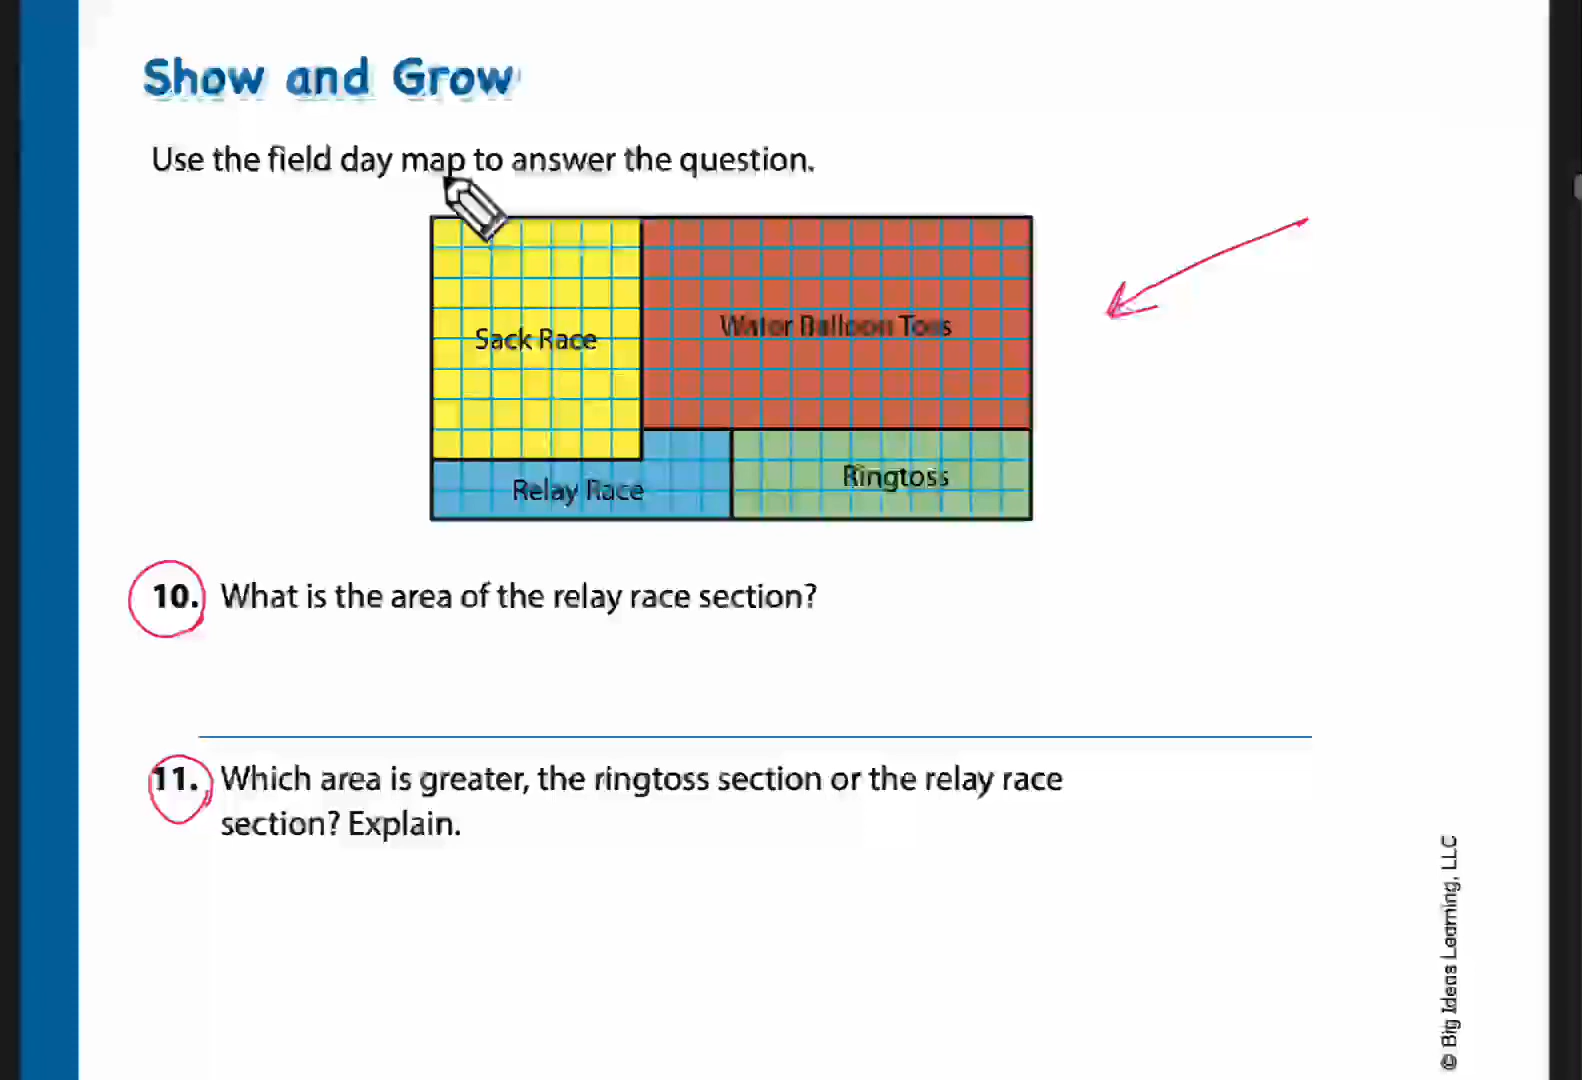 Show and Grow
Use the field day map to answer the question.
Sack Race
Water Balloon Toss
Relay Race
Ringtoss
10. What is the area of the relay race section?
11. Which area is greater, the ringtoss section or the relay race
section? Explain.
© Big Ideas Learning, LLC